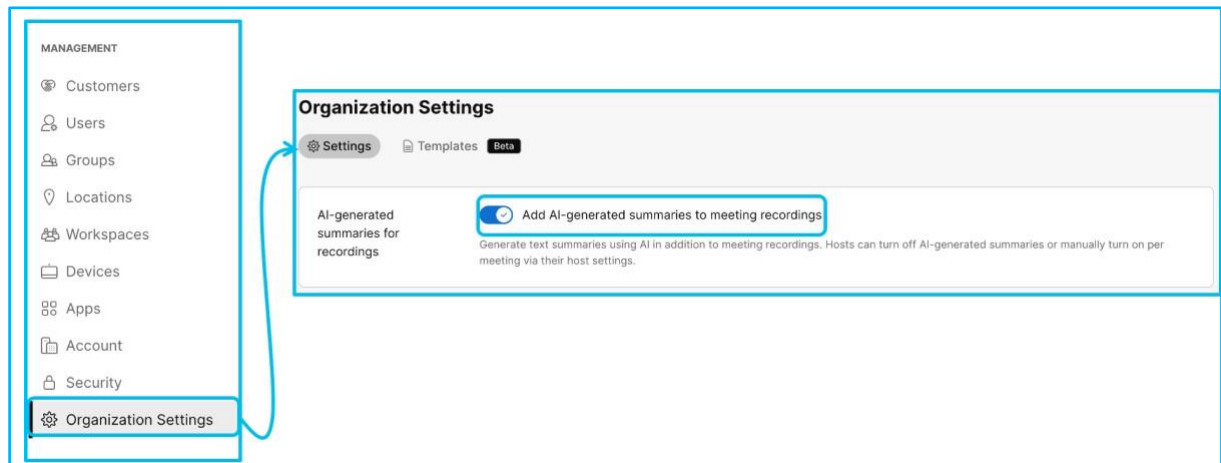 MANAGEMENT
Customers
Users
Groups
Locations
Workspaces
Devices
Apps
Account
Security
Organization Settings
Organization Settings
Settings
Templates Beta
AI-generated
summaries for
recordings
Add AI-generated summaries to meeting recordings
Generate text summaries using AI in addition to meeting recordings. Hosts can turn off AI-generated summaries or manually turn on per
meeting via their host settings.